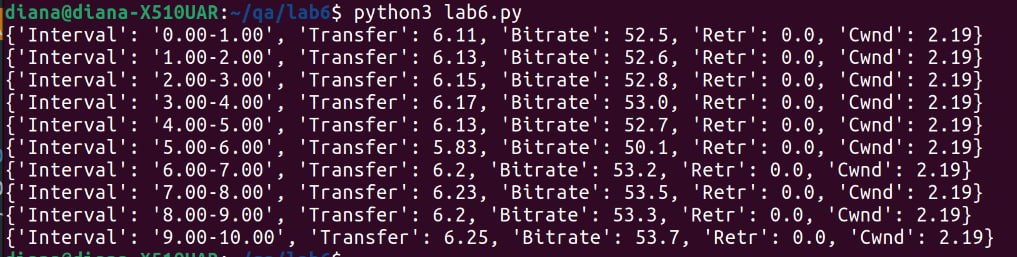 diana@diana-X510UAR:~/qa/lab6$ python3 lab6.py
{'Interval': '0.00-1.00', 'Transfer': 6.11, 'Bitrate': 52.5, 'Retr': 0.0, 'Cwnd': 2.19}
{'Interval': '1.00-2.00', 'Transfer': 6.13, 'Bitrate': 52.6, 'Retr': 0.0, 'Cwnd': 2.19}
{'Interval': '2.00-3.00', 'Transfer': 6.15, 'Bitrate': 52.8, 'Retr': 0.0, 'Cwnd': 2.19}
{'Interval': '3.00-4.00', 'Transfer': 6.17, 'Bitrate': 53.0, 'Retr': 0.0, 'Cwnd': 2.19}
{'Interval': '4.00-5.00', 'Transfer': 6.13, 'Bitrate': 52.7, 'Retr': 0.0, 'Cwnd': 2.19}
{'Interval': '5.00-6.00', 'Transfer': 5.83, 'Bitrate': 50.1, 'Retr': 0.0, 'Cwnd': 2.19}
{'Interval': '6.00-7.00', 'Transfer': 6.2, 'Bitrate': 53.2, 'Retr': 0.0, 'Cwnd': 2.19}
{'Interval': '7.00-8.00', 'Transfer': 6.23, 'Bitrate': 53.5, 'Retr': 0.0, 'Cwnd': 2.19}
{'Interval': '8.00-9.00', 'Transfer': 6.2, 'Bitrate': 53.3, 'Retr': 0.0, 'Cwnd': 2.19}
{'Interval': '9.00-10.00', 'Transfer': 6.25, 'Bitrate': 53.7, 'Retr': 0.0, 'Cwnd': 2.19}
diana@diana-X510UAR:~/qa/lab6$